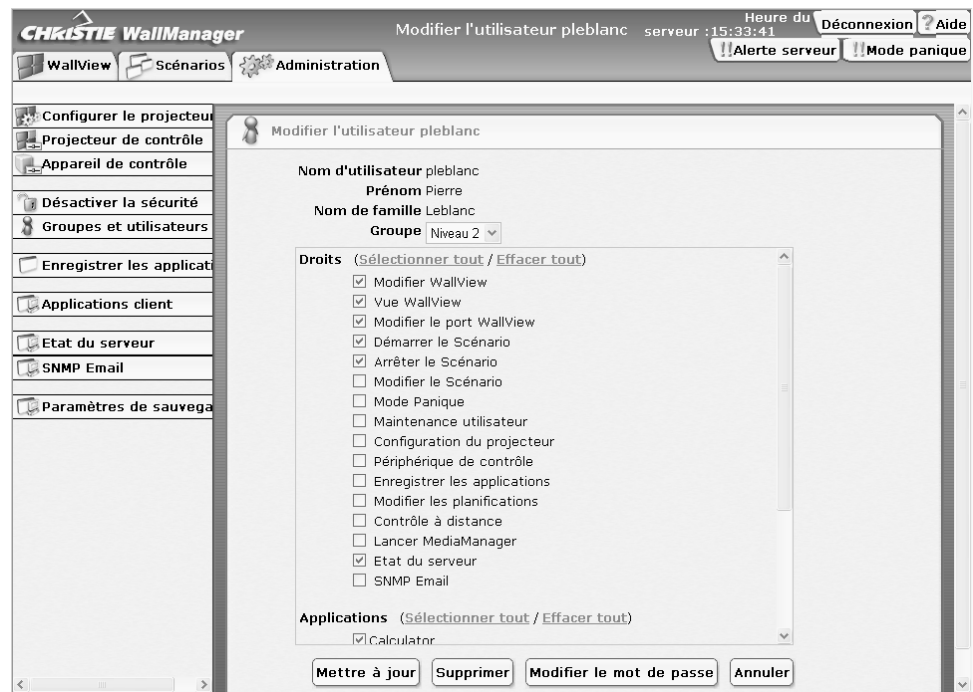 CHRISTIE WallManager
Modifier l'utilisateur pleblanc
Heure du
serveur :15:33:41
Déconnexion
? Aide
!!Alerte serveur
!!Mode panique
WallView
Scénarios
Administration
Configurer le projecteur
Projecteur de contrôle
Appareil de contrôle
Désactiver la sécurité
Groupes et utilisateurs
Enregistrer les applicati
Applications client
Etat du serveur
SNMP Email
Paramètres de sauvega
Modifier l'utilisateur pleblanc
Nom d'utilisateur pleblanc
Prénom Pierre
Nom de famille Leblanc
Groupe Niveau 2
Droits (Sélectionner tout / Effacer tout)
Modifier WallView
Vue WallView
Modifier le port WallView
Démarrer le Scénario
Arrêter le Scénario
Modifier le Scénario
Mode Panique
Maintenance utilisateur
Configuration du projecteur
Périphérique de contrôle
Enregistrer les applications
Modifier les planifications
Contrôle à distance
Lancer MediaManager
Etat du serveur
SNMP Email
Applications (Sélectionner tout / Effacer tout)
Calculator
Mettre à jour
Supprimer
Modifier le mot de passe
Annuler